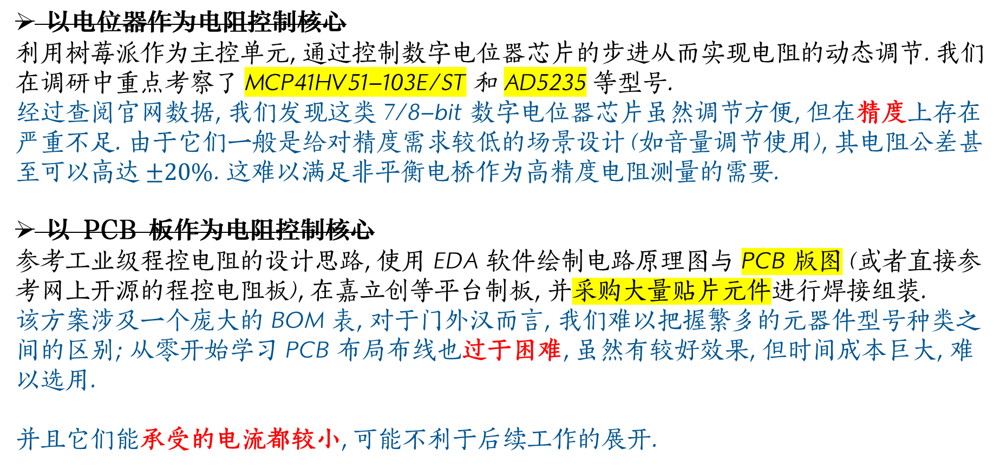 ➢ 以电位器作为电阻控制核心
利用树莓派作为主控单元, 通过控制数字电位器芯片的步进从而实现电阻的动态调节. 我们
在调研中重点考察了 MCP41HV51-103E/ST 和 AD5235 等型号.
经过查阅官网数据, 我们发现这类 7/8-bit 数字电位器芯片虽然调节方便, 但在精度上存在
严重不足. 由于它们一般是给对精度需求较低的场景设计 (如音量调节使用), 其电阻公差甚
至可以高达 ±20%. 这难以满足非平衡电桥作为高精度电阻测量的需要.
➢ 以 PCB 板作为电阻控制核心
参考工业级程控电阻的设计思路, 使用 EDA 软件绘制电路原理图与 PCB 版图 (或者直接参
考网上开源的程控电阻板), 在嘉立创等平台制板, 并采购大量贴片元件进行焊接组装.
该方案涉及一个庞大的 BOM 表, 对于门外汉而言, 我们难以把握繁多的元器件型号种类之
间的区别; 从零开始学习 PCB 布局布线也过于困难, 虽然有较好效果, 但时间成本巨大, 难
以选用.
并且它们能承受的电流都较小, 可能不利于后续工作的展开.